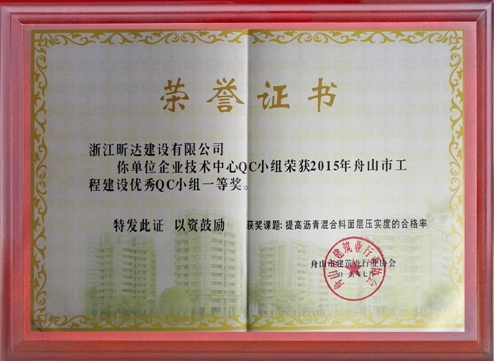 荣誉证书
浙江昕达建设有限公司
你单位企业技术中心QC小组荣获2015年舟山市工
程建设优秀QC小组一等奖。
特发此证 以资鼓励 获奖课题:提高沥青混合料面层压实度的合格率
舟山市建筑业行业协会